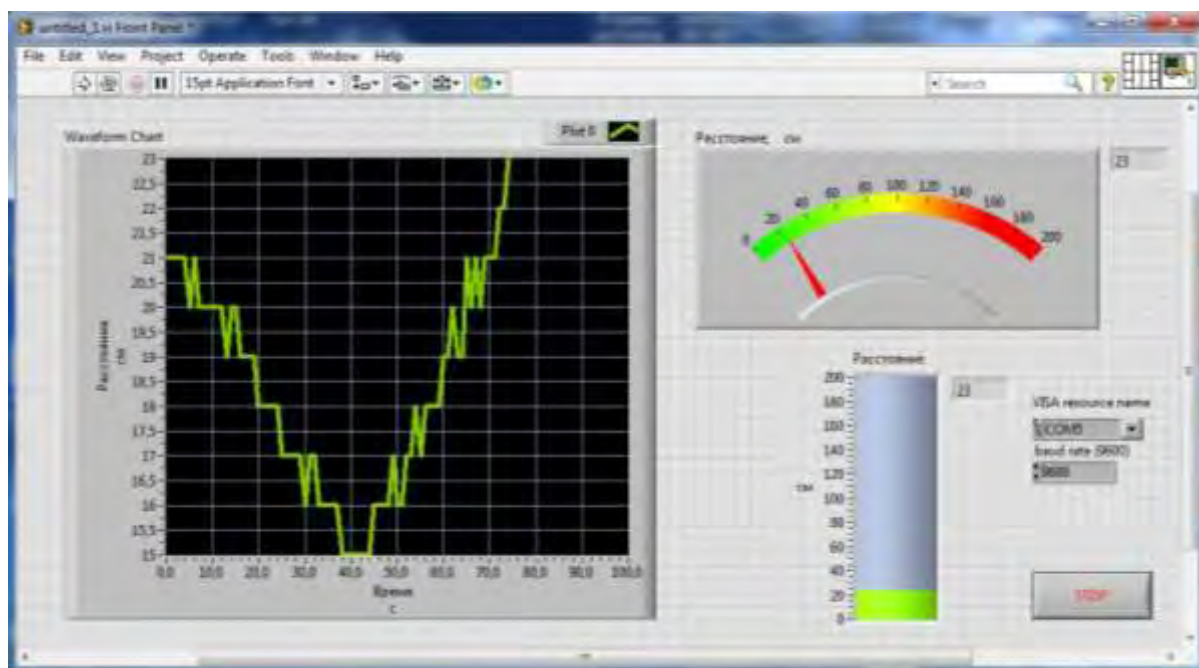 untitled_1.vi Front Panel *
File Edit View Project Operate Tools Window Help
15pt Application Font
Search
Waveform Chart
Plot 0
23
22,5
22
21,5
21
20,5
20
19,5
19
18,5
18
17,5
17
16,5
16
15,5
15
Расстояния
см
0,0 10,0 20,0 30,0 40,0 50,0 60,0 70,0 80,0 90,0 100,0
Время
с
Расстояние, см
23
0 20 40 60 80 100 120 140 160 180 200
Расстояние
200
180
160
140
120
100
80
60
40
20
0
см
23
VISA resource name
COM5
baud rate (9600)
9600
STOP